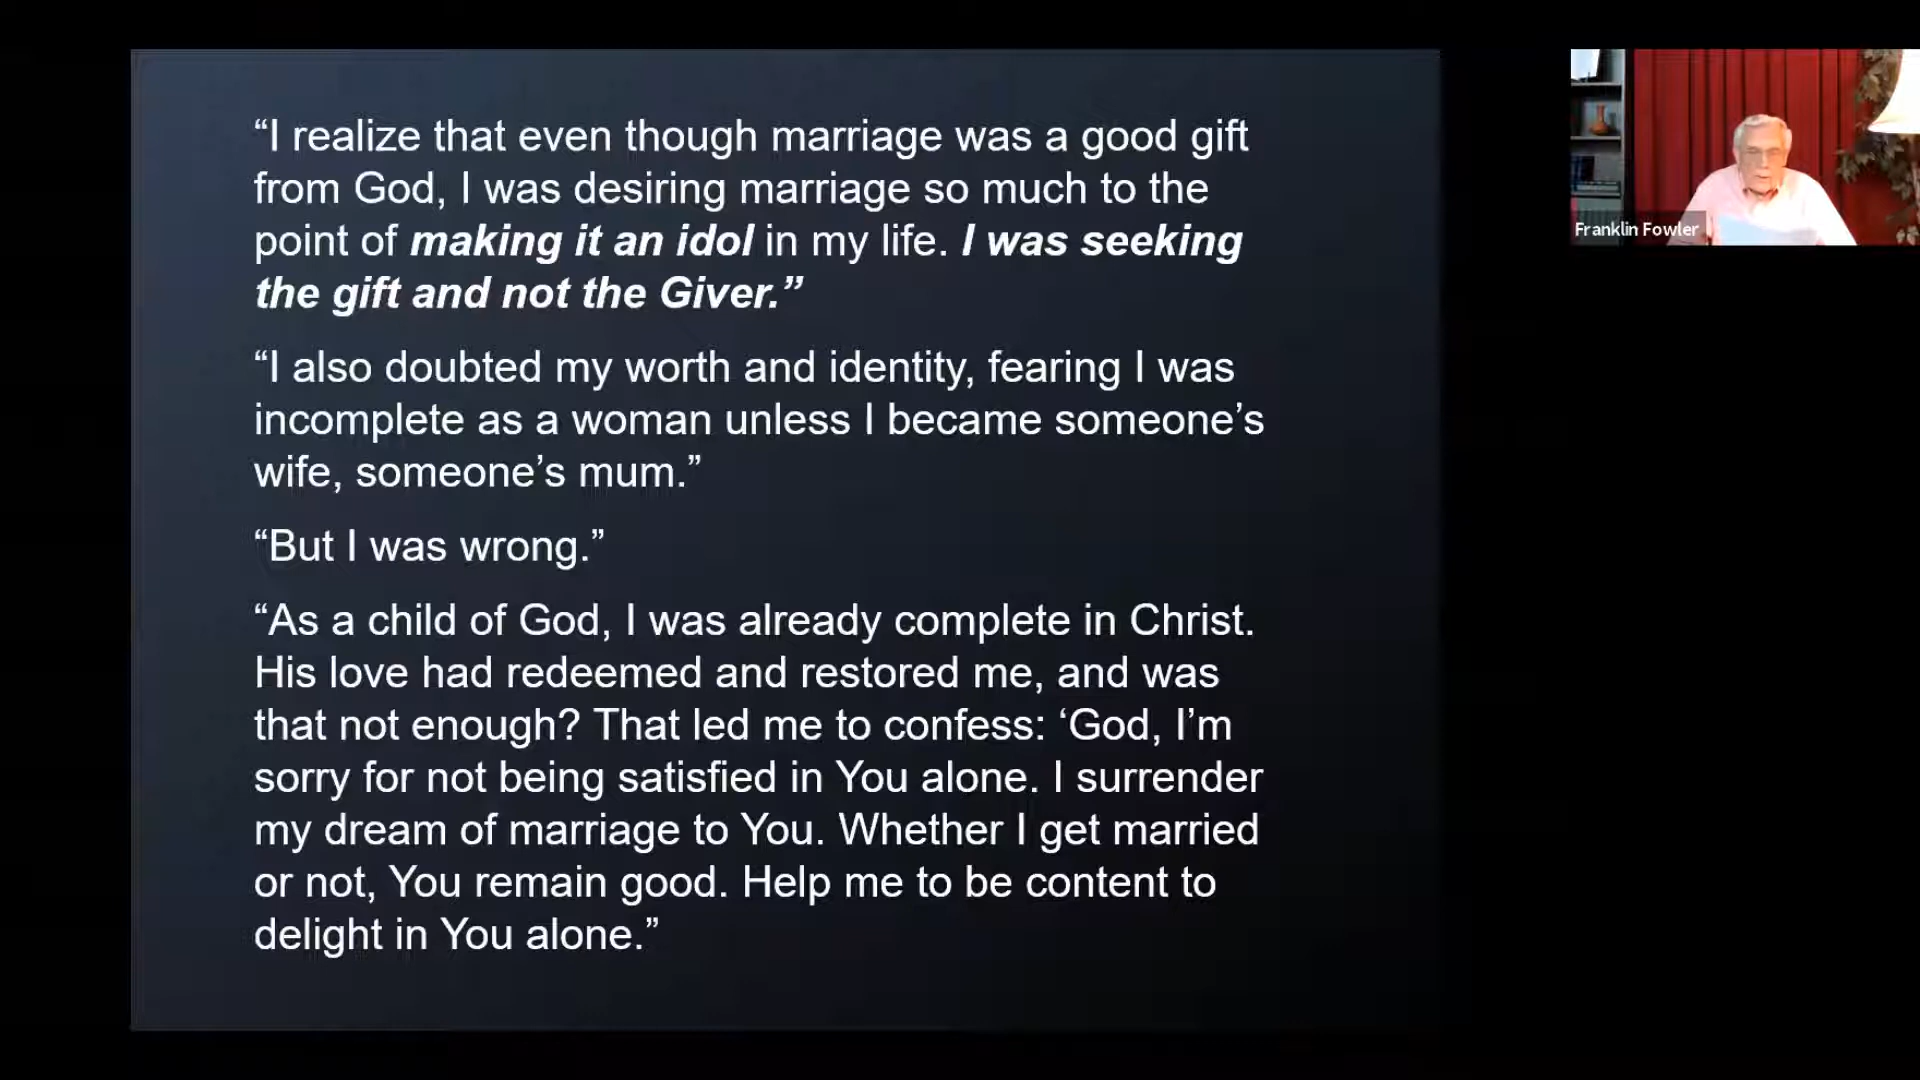 “I realize that even though marriage was a good gift
from God, I was desiring marriage so much to the
point of making it an idol in my life. I was seeking
the gift and not the Giver.”
“I also doubted my worth and identity, fearing I was
incomplete as a woman unless I became someone’s
wife, someone’s mum.”
“But I was wrong.”
“As a child of God, I was already complete in Christ.
His love had redeemed and restored me, and was
that not enough? That led me to confess: ‘God, I’m
sorry for not being satisfied in You alone. I surrender
my dream of marriage to You. Whether I get married
or not, You remain good. Help me to be content to
delight in You alone.”
Franklin Fowler